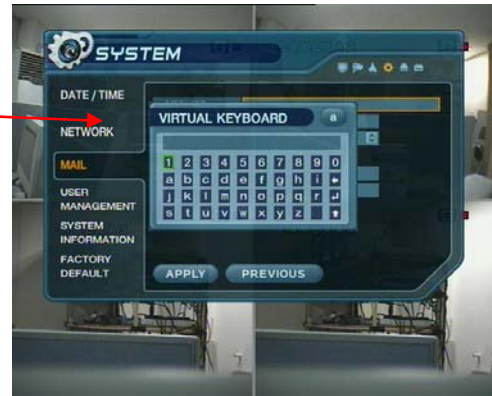 SYSTEM
DATE / TIME
NETWORK
MAIL
USER
MANAGEMENT
SYSTEM
INFORMATION
FACTORY
DEFAULT
VIRTUAL KEYBOARD a
1 2 3 4 5 6 7 8 9 0
a b c d e f g h i
j k l m n o p q r
s t u v w x y z
APPLY PREVIOUS